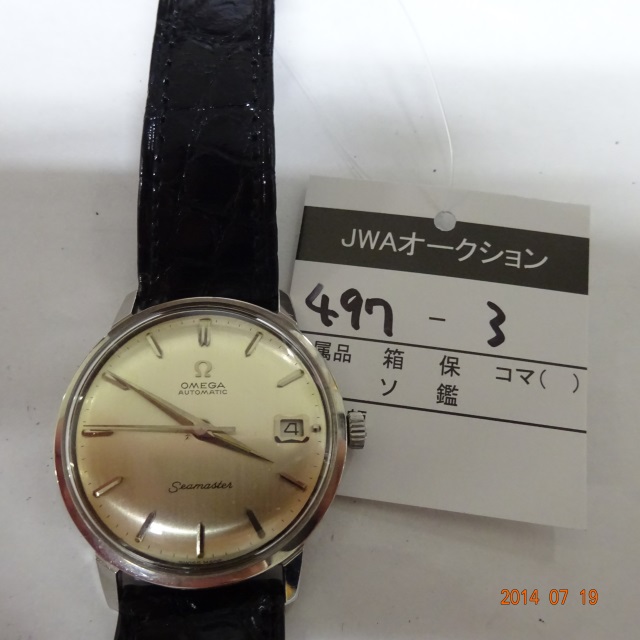 OMEGA
AUTOMATIC
4
Seamaster
JWAオークション
497 - 3
属品 箱 保 コマ( )
ソ 鑑
2014 07 19